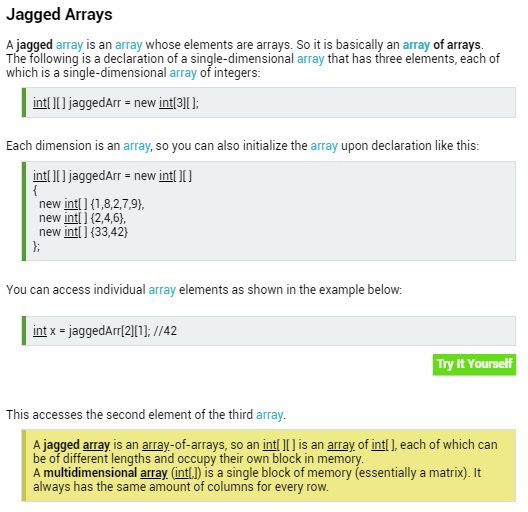 Jagged Arrays
A jagged array is an array whose elements are arrays. So it is basically an array of arrays.
The following is a declaration of a single-dimensional array that has three elements, each of
which is a single-dimensional array of integers:
int[ ][ ] jaggedArr = new int[3][ ];
Each dimension is an array, so you can also initialize the array upon declaration like this:
int[ ][ ] jaggedArr = new int[ ][ ]
{
new int[ ] {1,8,2,7,9},
new int[ ] {2,4,6},
new int[ ] {33,42}
};
You can access individual array elements as shown in the example below:
int x = jaggedArr[2][1]; //42
Try It Yourself
This accesses the second element of the third array.
A jagged array is an array-of-arrays, so an int[ ][ ] is an array of int[ ], each of which can
be of different lengths and occupy their own block in memory.
A multidimensional array (int[,]) is a single block of memory (essentially a matrix). It
always has the same amount of columns for every row.